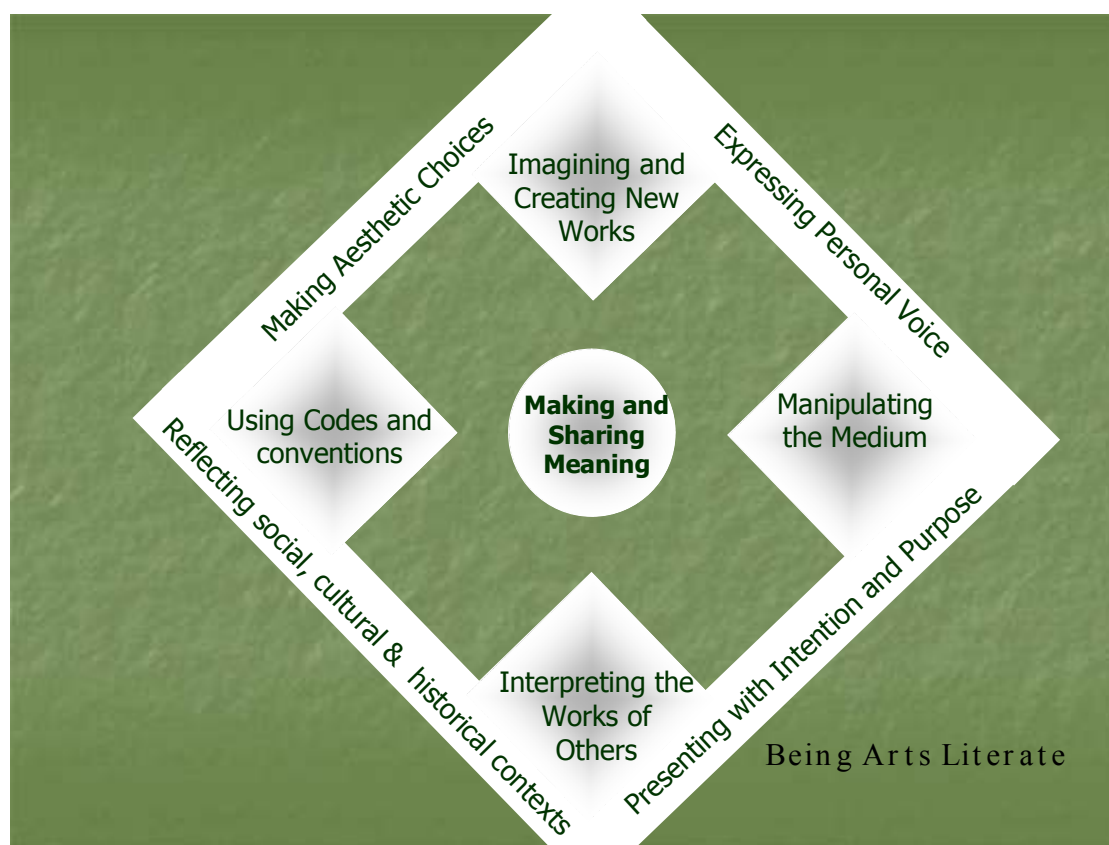 Making Aesthetic Choices
Expressing Personal Voice
Imagining and
Creating New
Works
Using Codes and
conventions
Making and
Sharing
Meaning
Manipulating
the Medium
Reflecting social, cultural & historical contexts
Presenting with Intention and Purpose
Interpreting the
Works of
Others
Being Arts Literate